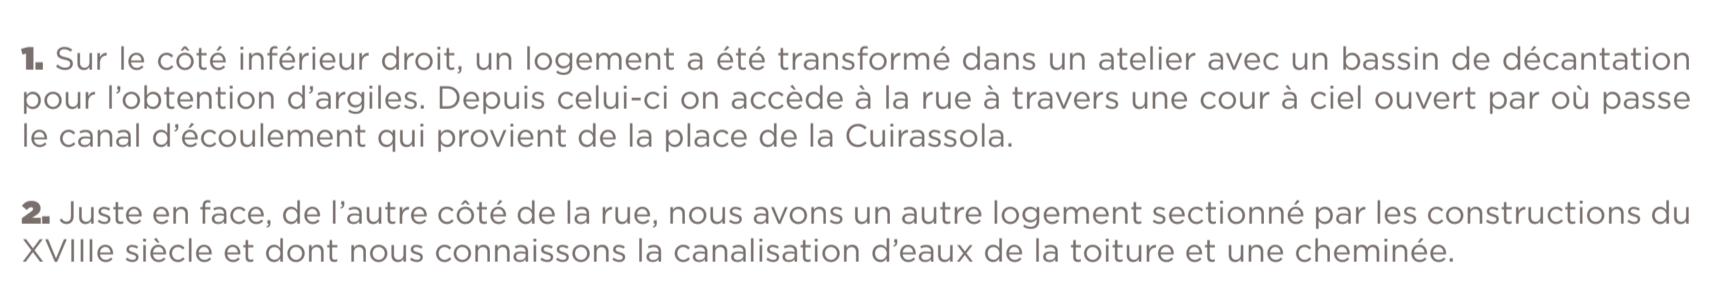 1. Sur le côté inférieur droit, un logement a été transformé dans un atelier avec un bassin de décantation
pour l’obtention d’argiles. Depuis celui-ci on accède à la rue à travers une cour à ciel ouvert par où passe
le canal d’écoulement qui provient de la place de la Cuirassola.
2. Juste en face, de l’autre côté de la rue, nous avons un autre logement sectionné par les constructions du
XVIIIe siècle et dont nous connaissons la canalisation d’eaux de la toiture et une cheminée.